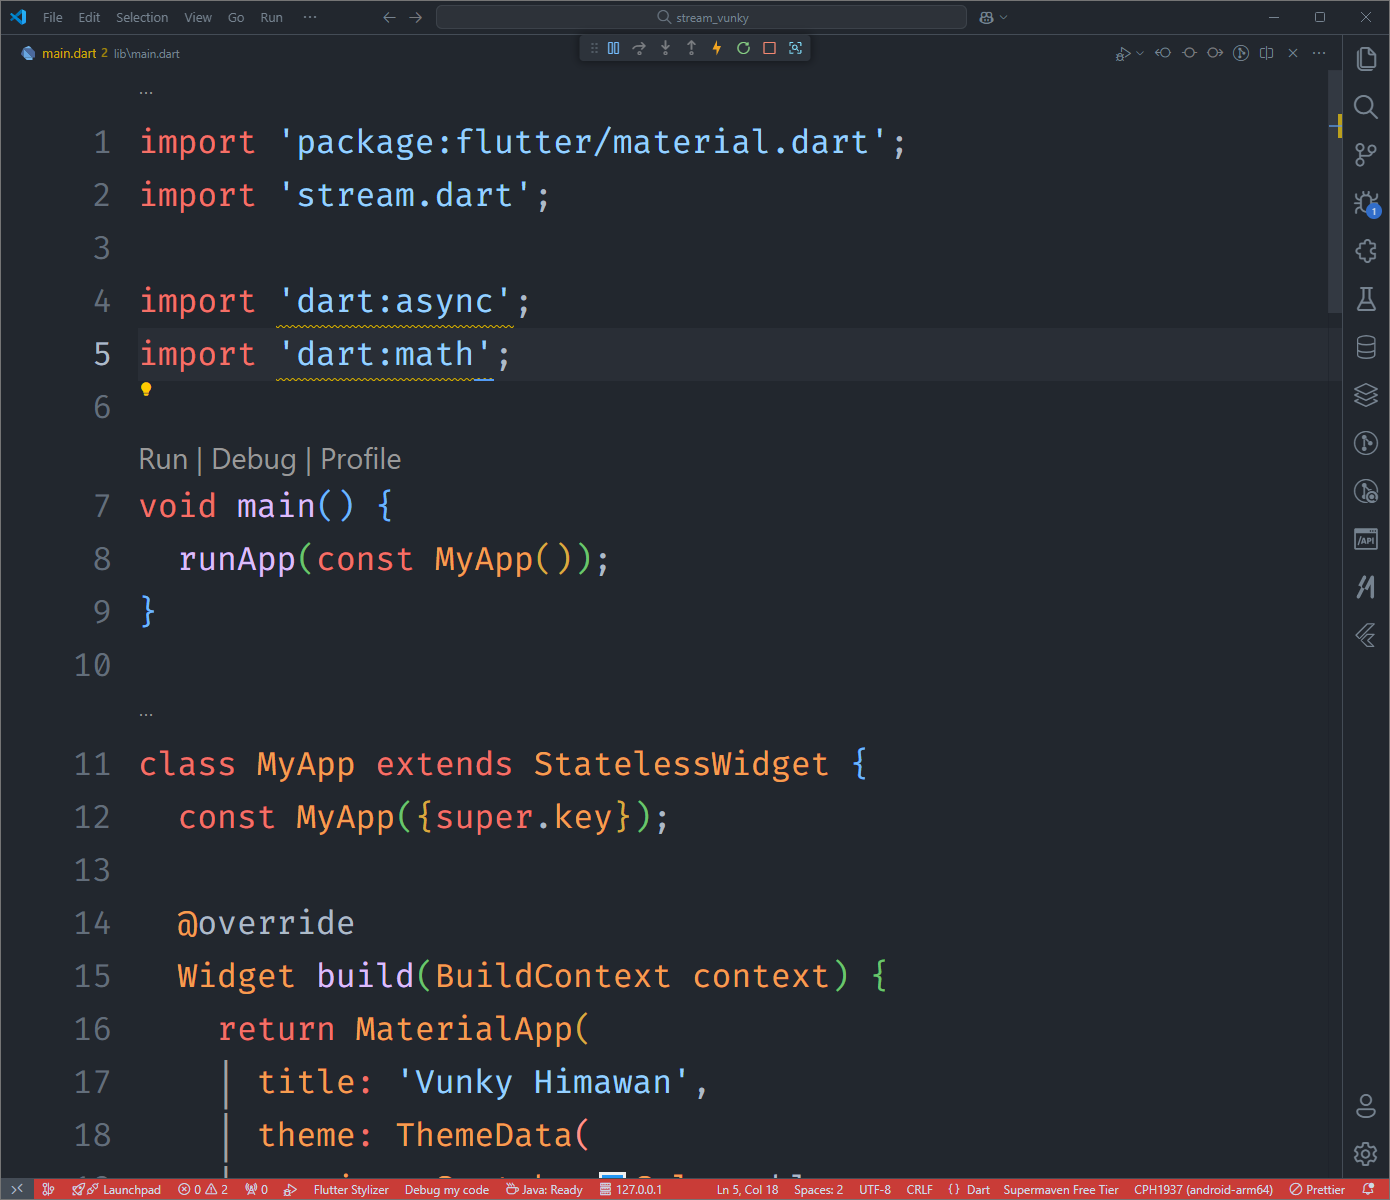 File Edit Selection View Go Run ···
stream_vunky
main.dart 2 lib\main.dart
...
1 import 'package:flutter/material.dart';
2 import 'stream.dart';
3
4 import 'dart:async';
5 import 'dart:math';
6
Run | Debug | Profile
7 void main() {
8 runApp(const MyApp());
9 }
10
...
11 class MyApp extends StatelessWidget {
12 const MyApp({super.key});
13
14 @override
15 Widget build(BuildContext context) {
16 return MaterialApp(
17 title: 'Vunky Himawan',
18 theme: ThemeData(
1
/API
Launchpad 0 2 0 Flutter Stylizer Debug my code Java: Ready 127.0.0.1 Ln 5, Col 18 Spaces: 2 UTF-8 CRLF {} Dart Supermaven Free Tier CPH1937 (android-arm64) Prettier